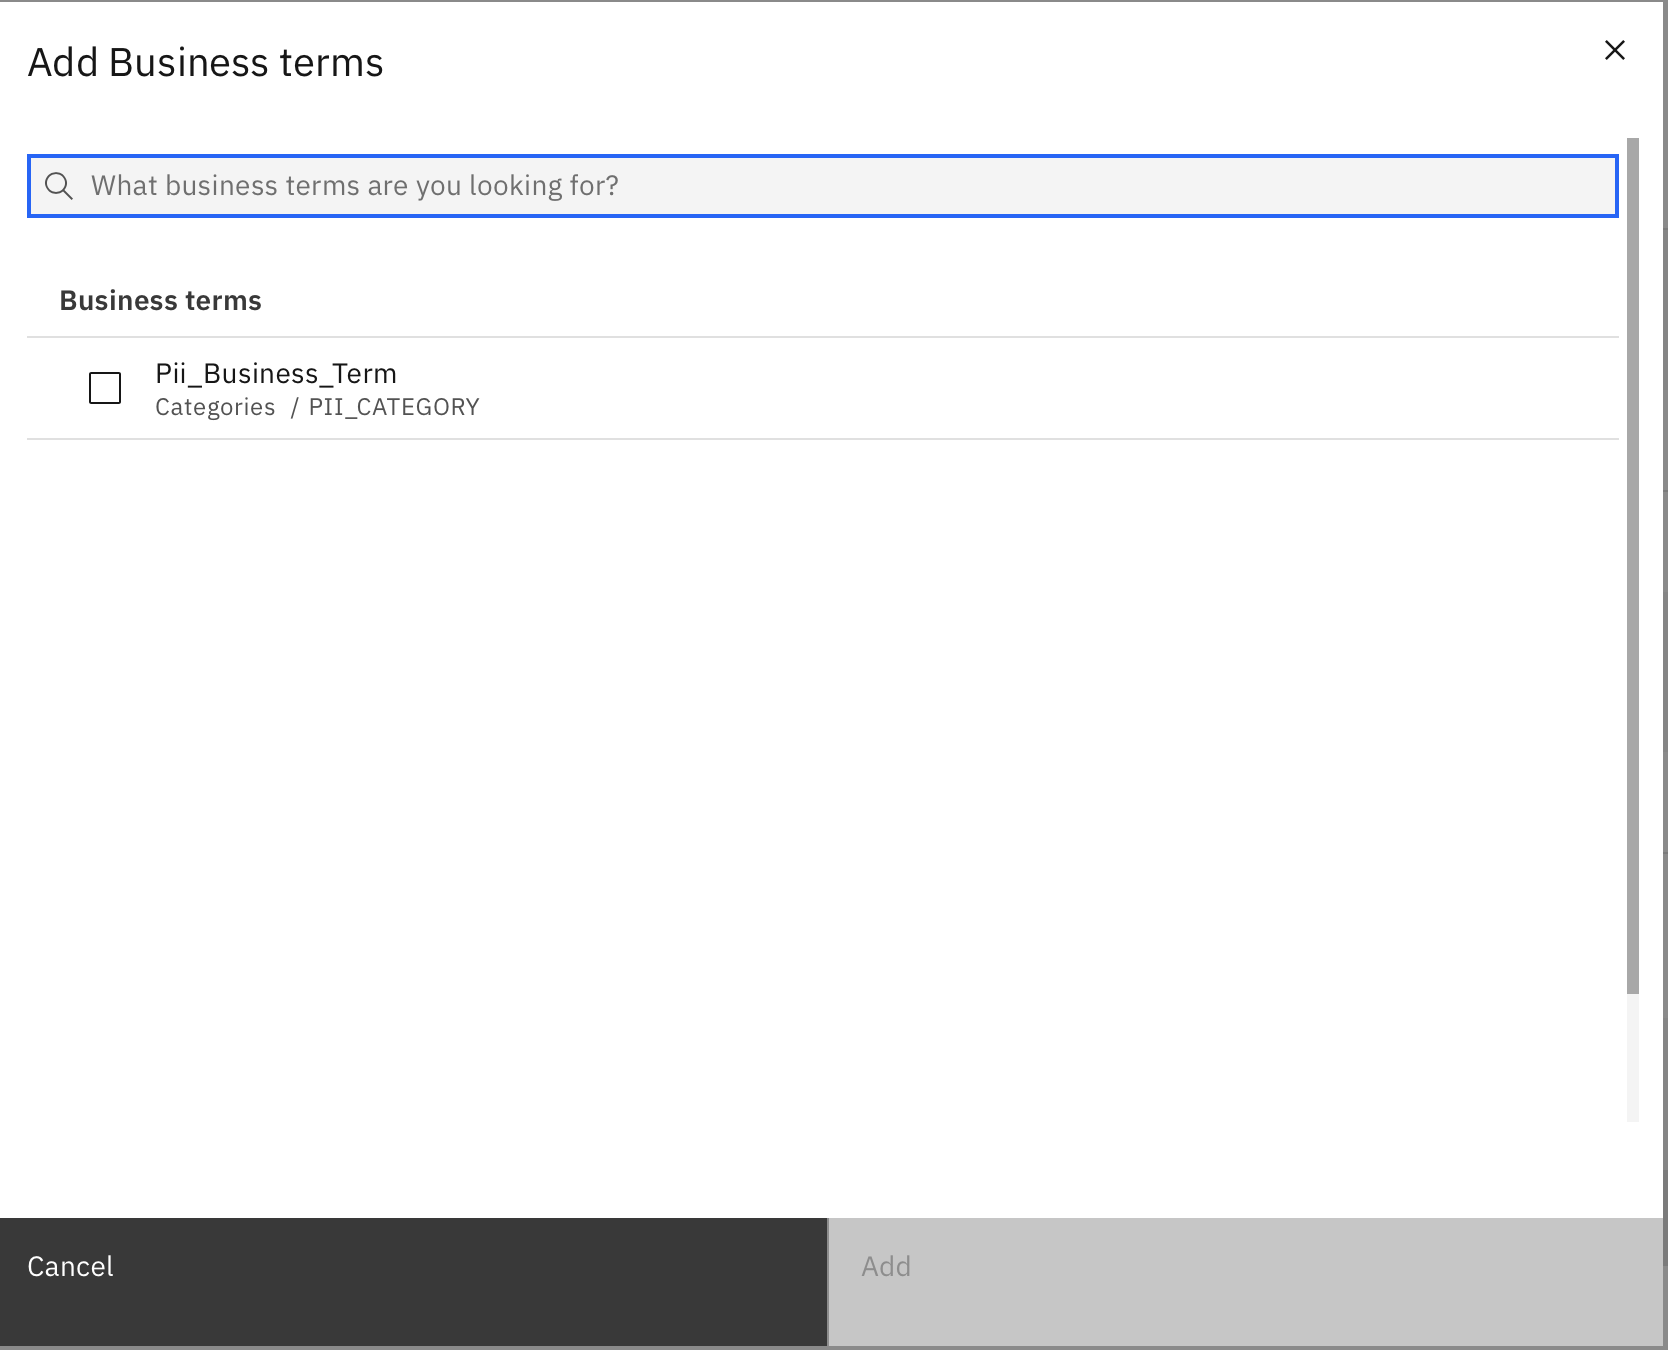 Add Business terms
What business terms are you looking for?
Business terms
Pii_Business_Term
Categories / PII_CATEGORY
Cancel
Add